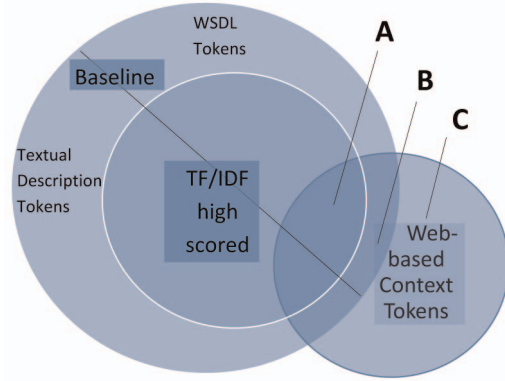 WSDL
Tokens
A
Baseline
B
C
Textual
Description
Tokens
TF/IDF
high
scored
Web-
based
Context
Tokens